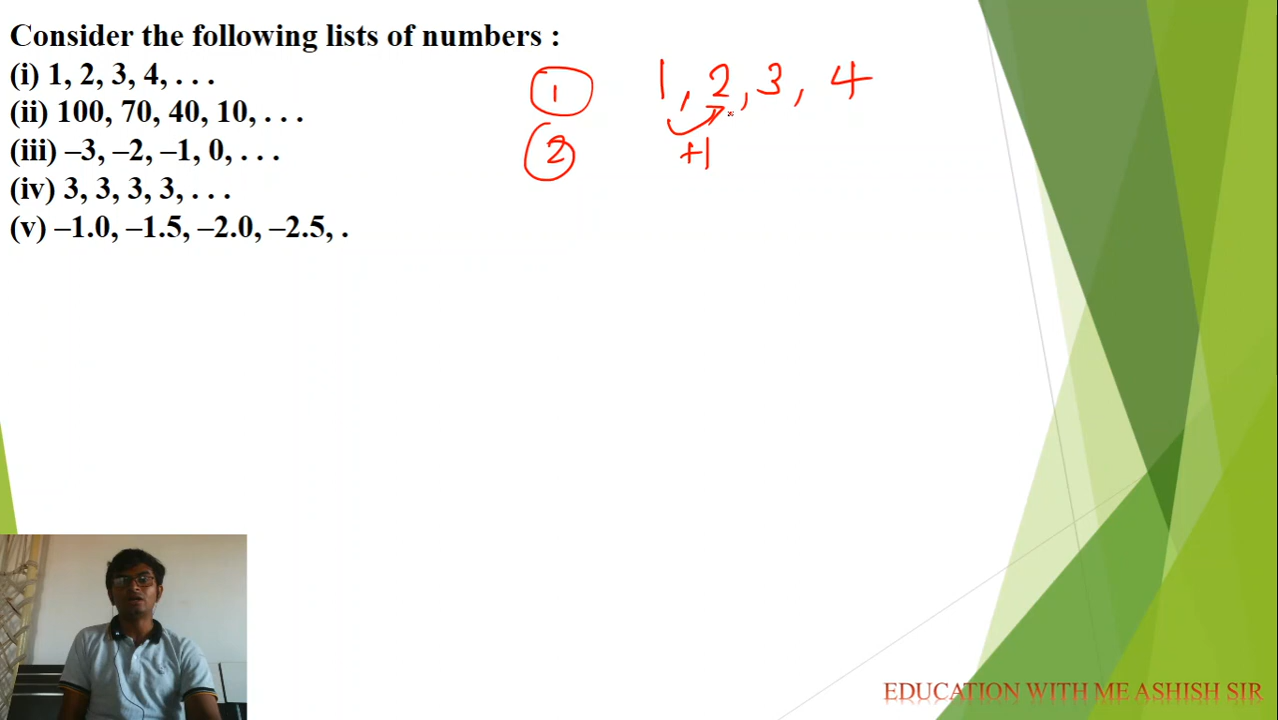 Consider the following lists of numbers :
(i) 1, 2, 3, 4, . . .
(ii) 100, 70, 40, 10, . . .
(iii) –3, –2, –1, 0, . . .
(iv) 3, 3, 3, 3, . . .
(v) –1.0, –1.5, –2.0, –2.5, .
1 1, 2, 3, 4
2 +1
EDUCATION WITH ME ASHISH SIR